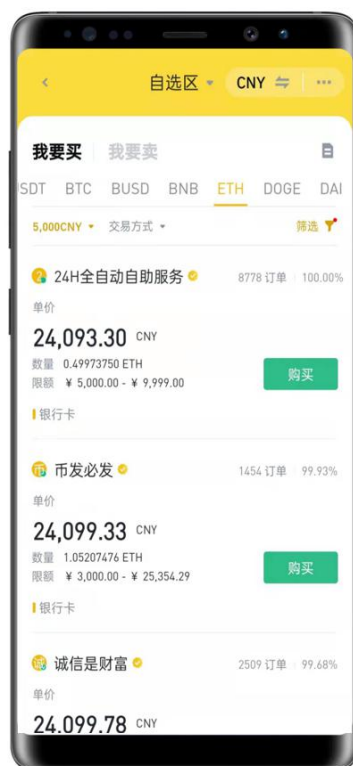 自选区 CNY
我要买 我要卖
SDT BTC BUSD BNB ETH DOGE DAI
5,000CNY 交易方式 筛选
24H全自动自助服务 8778 订单 100.00%
单价
24,093.30 CNY
数量 0.49973750 ETH
限额 ¥ 5,000.00 - ¥ 9,999.00
购买
银行卡
币发必发 1454 订单 99.93%
单价
24,099.33 CNY
数量 1.05207476 ETH
限额 ¥ 3,000.00 - ¥ 25,354.29
购买
银行卡
诚信是财富 2509 订单 99.68%
单价
24,099.78 CNY